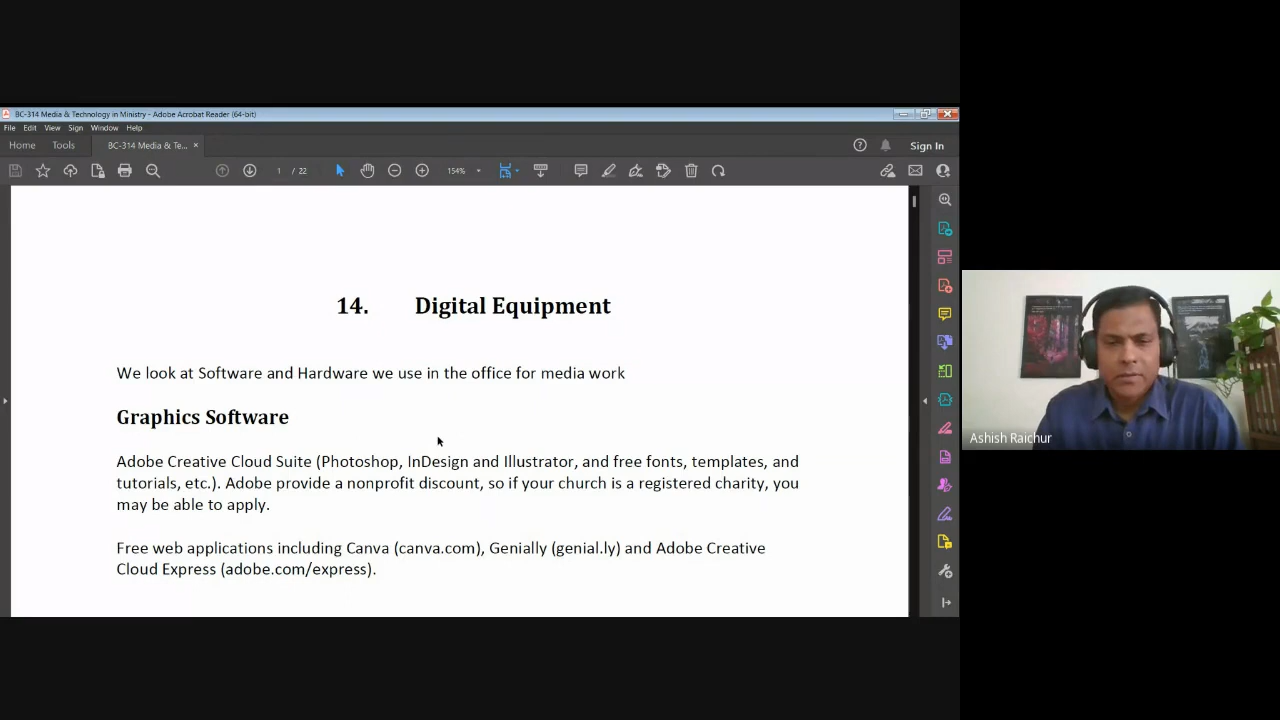 BC-314 Media & Technology in Ministry - Adobe Acrobat Reader (64-bit)
File Edit View Sign Window Help
Home Tools BC-314 Media & Te... × Sign In
1 / 22 154%
14. Digital Equipment
We look at Software and Hardware we use in the office for media work
Graphics Software
Adobe Creative Cloud Suite (Photoshop, InDesign and Illustrator, and free fonts, templates, and
tutorials, etc.). Adobe provide a nonprofit discount, so if your church is a registered charity, you
may be able to apply.
Free web applications including Canva (canva.com), Genially (genial.ly) and Adobe Creative
Cloud Express (adobe.com/express).
Ashish Raichur